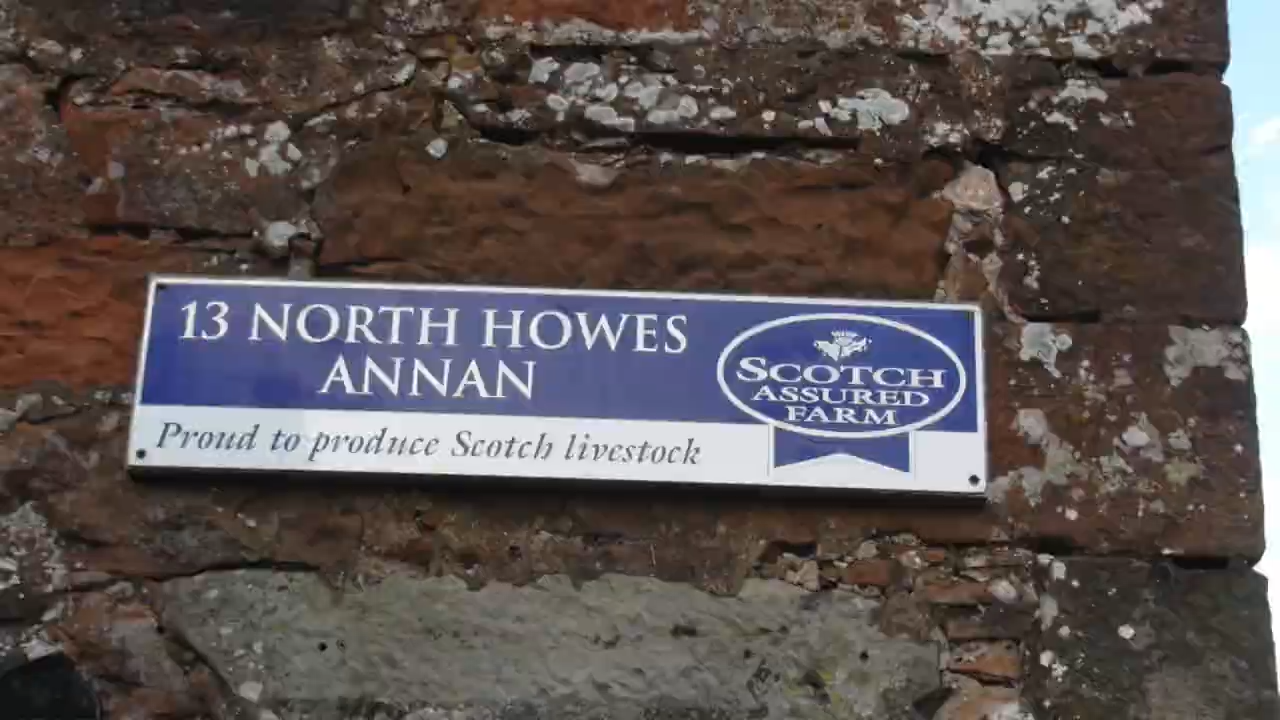 13 NORTH HOWES
ANNAN
Proud to produce Scotch livestock
SCOTCH
ASSURED
FARM